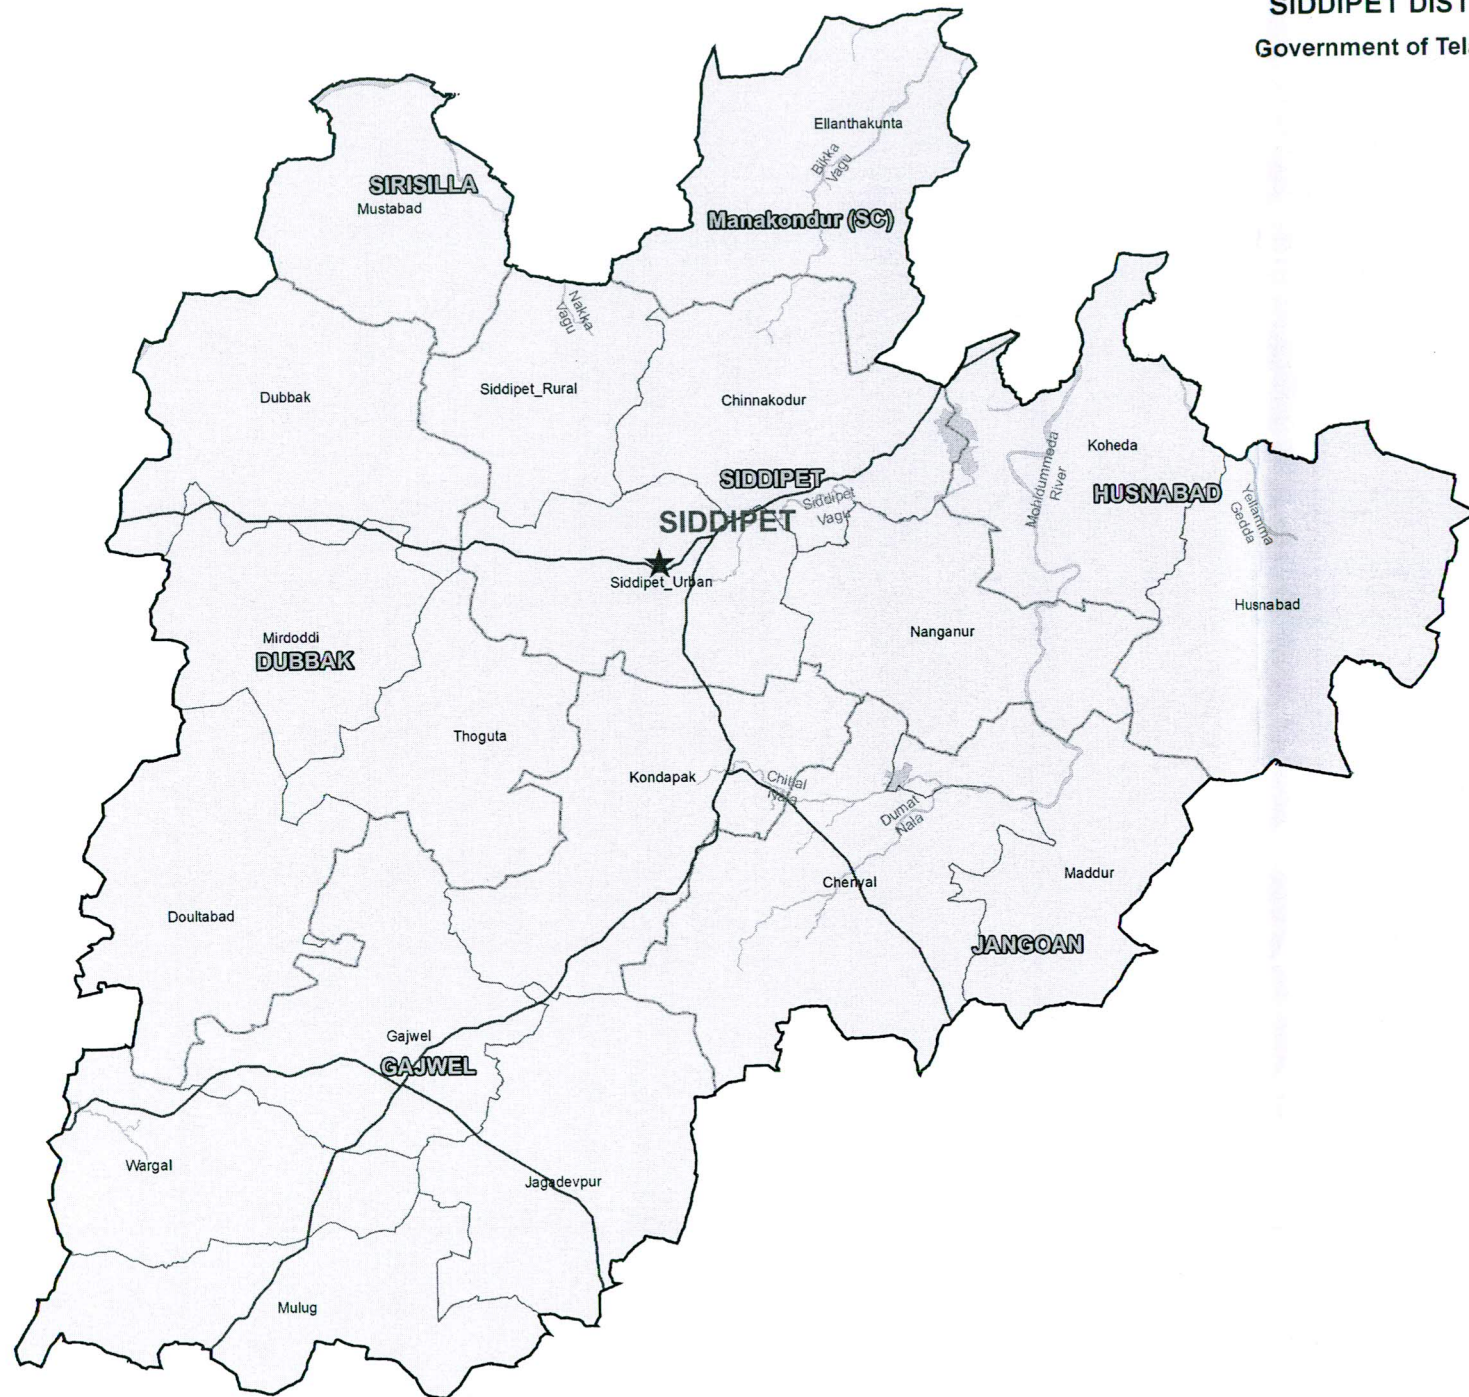 SIDDIPET DIST
Government of Tel
Ellanthakunta
Bikka
Vagu
SIRISILLA
Mustabad
Manakondur (SC)
Nakka
Vagu
Dubbak
Siddipet_Rural
Chinnakodur
Koheda
Mohidummeda
River
SIDDIPET
HUSNABAD
Siddipet
Vagu
Yellamma
Gedda
SIDDIPET
Siddipet_Urban
Husnabad
Nanganur
Mirdoddi
DUBBAK
Thoguta
Kondapak
Chitlal
Nala
Dumat
Nala
Cheriyal
Maddur
Doultabad
JANGOAN
Gajwel
GAJWEL
Wargal
Jagadevpur
Mulug